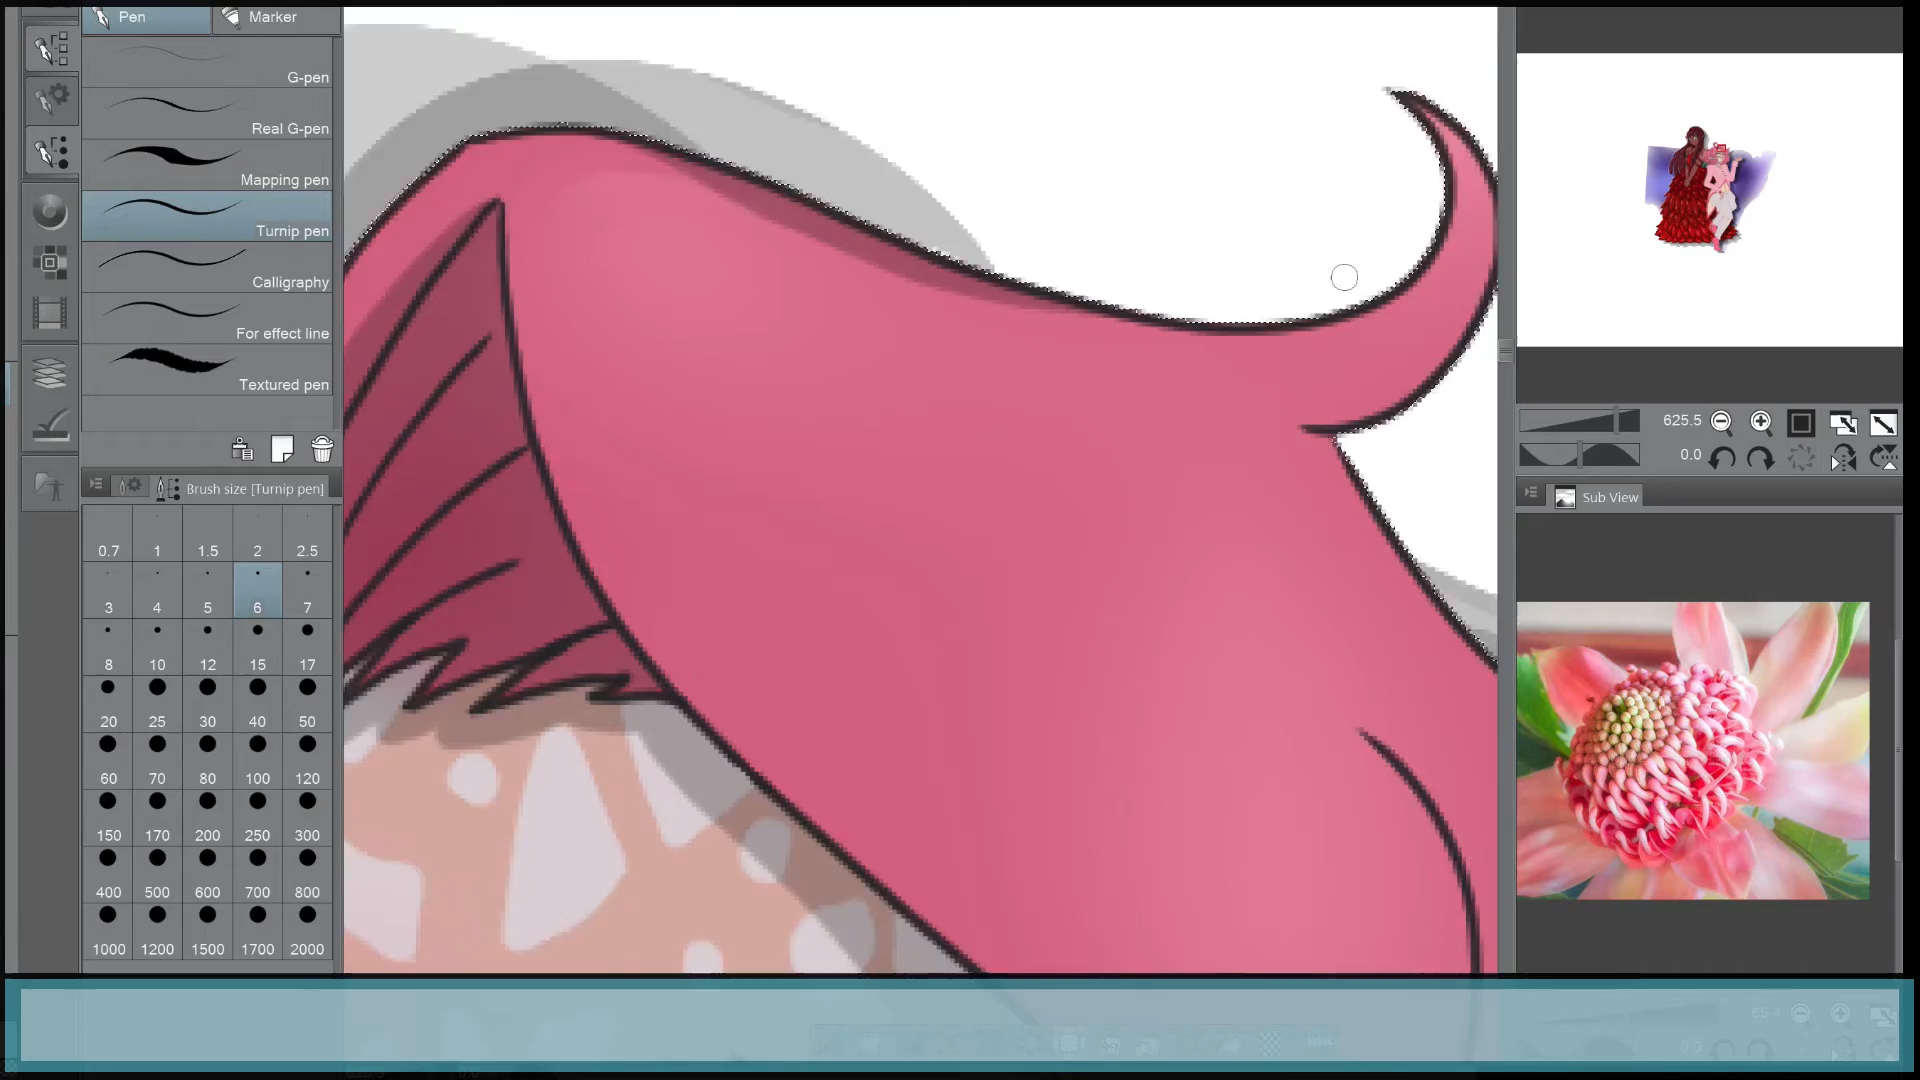 Pen Marker
G-pen
Real G-pen
Mapping pen
Turnip pen
Calligraphy
For effect line
Textured pen
Brush size [Turnip pen]
0.7 1 1.5 2 2.5
3 4 5 6 7
8 10 12 15 17
20 25 30 40 50
60 70 80 100 120
150 170 200 250 300
400 500 600 700 800
1000 1200 1500 1700 2000
625.5
0.0
Sub View